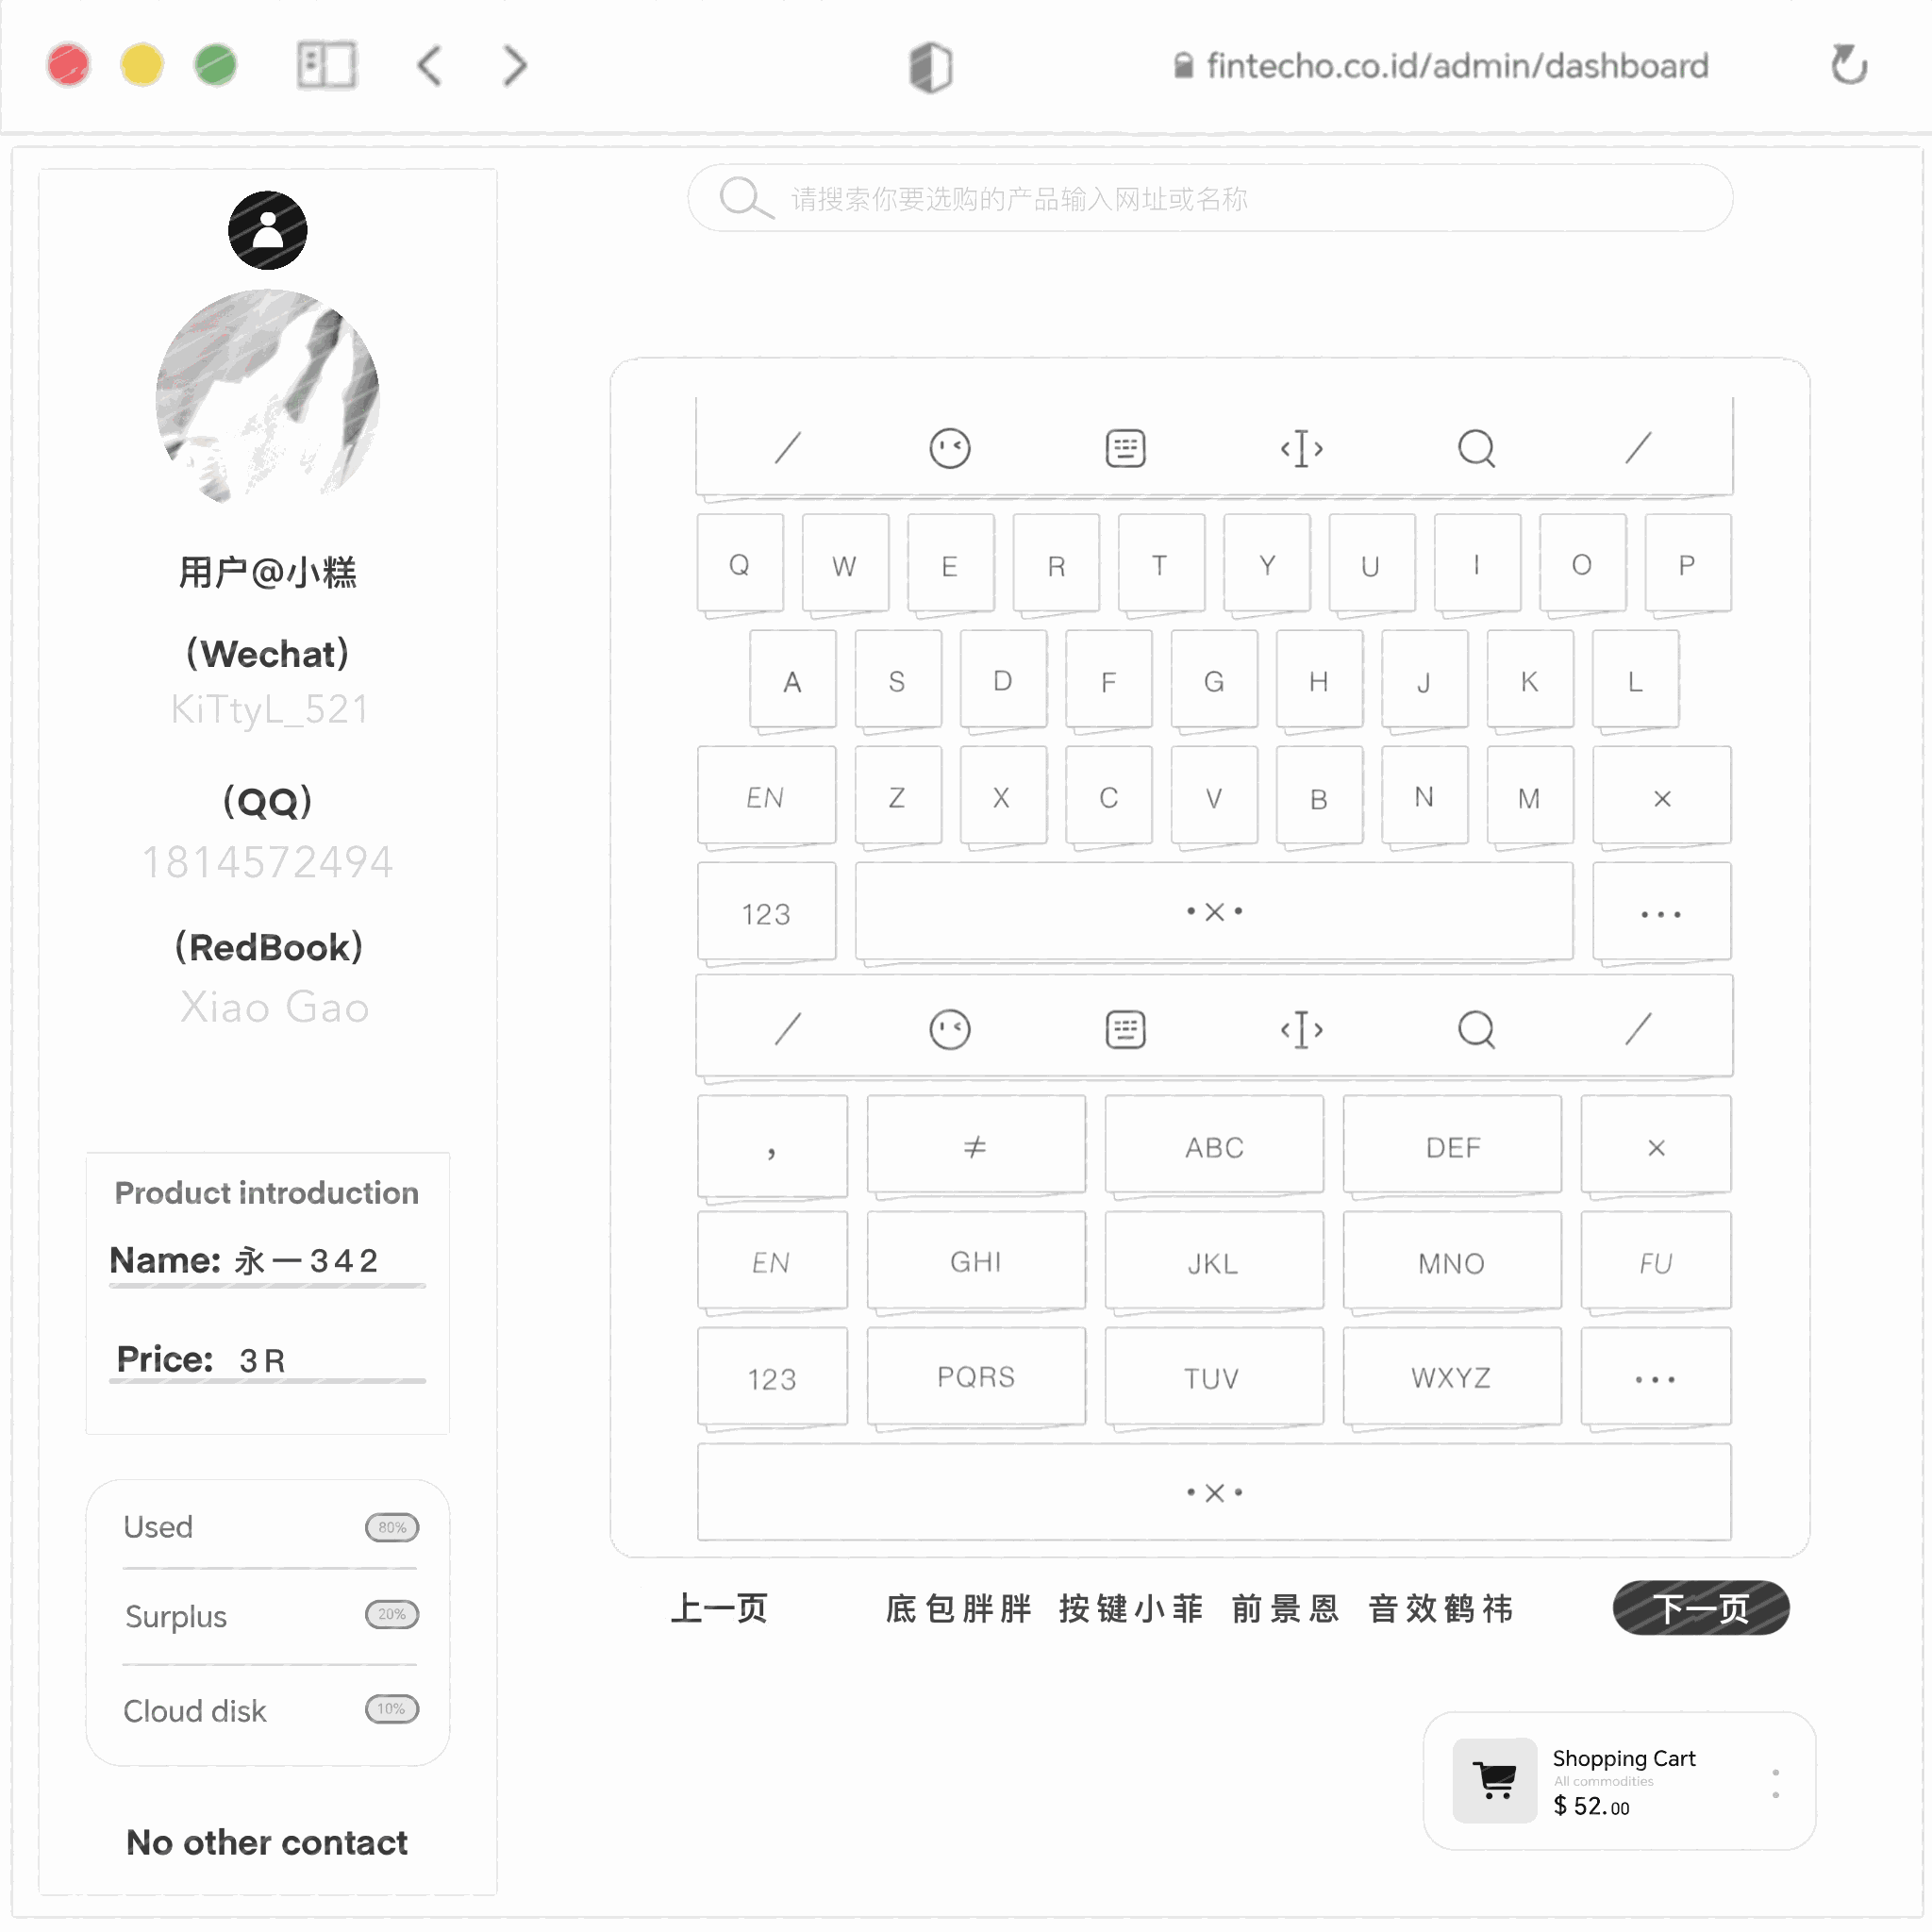 fintecho.co.id/admin/dashboard
请搜索你要选购的产品输入网址或名称
用户@小糕
(Wechat)
KiTtyL_521
(QQ)
1814572494
(RedBook)
Xiao Gao
Product introduction
Name: 永一342
Price: 3R
Used 80%
Surplus 20%
Cloud disk 10%
No other contact
Q W E R T Y U I O P
A S D F G H J K L
EN Z X C V B N M ×
123 •×• •••
, ≠ ABC DEF ×
EN GHI JKL MNO FU
123 PQRS TUV WXYZ •••
•×•
上一页 底包胖胖 按键小菲 前景恩 音效鹤祎 下一页
Shopping Cart
All commodities
$ 52.00